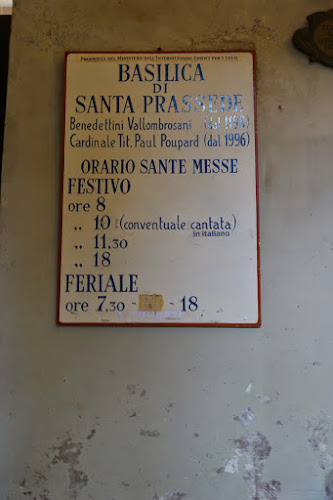 BASILICA
DI
SANTA PRASSEDE
Benedettini Vallombrosani (dal 1198)
Cardinale Tit. Paul Poupard (dal 1996)
ORARIO SANTE MESSE
FESTIVO
ore 8
„ 10 (conventuale cantata)
in italiano
„ 11.30
„ 18
FERIALE
ore 7.30 - - 18